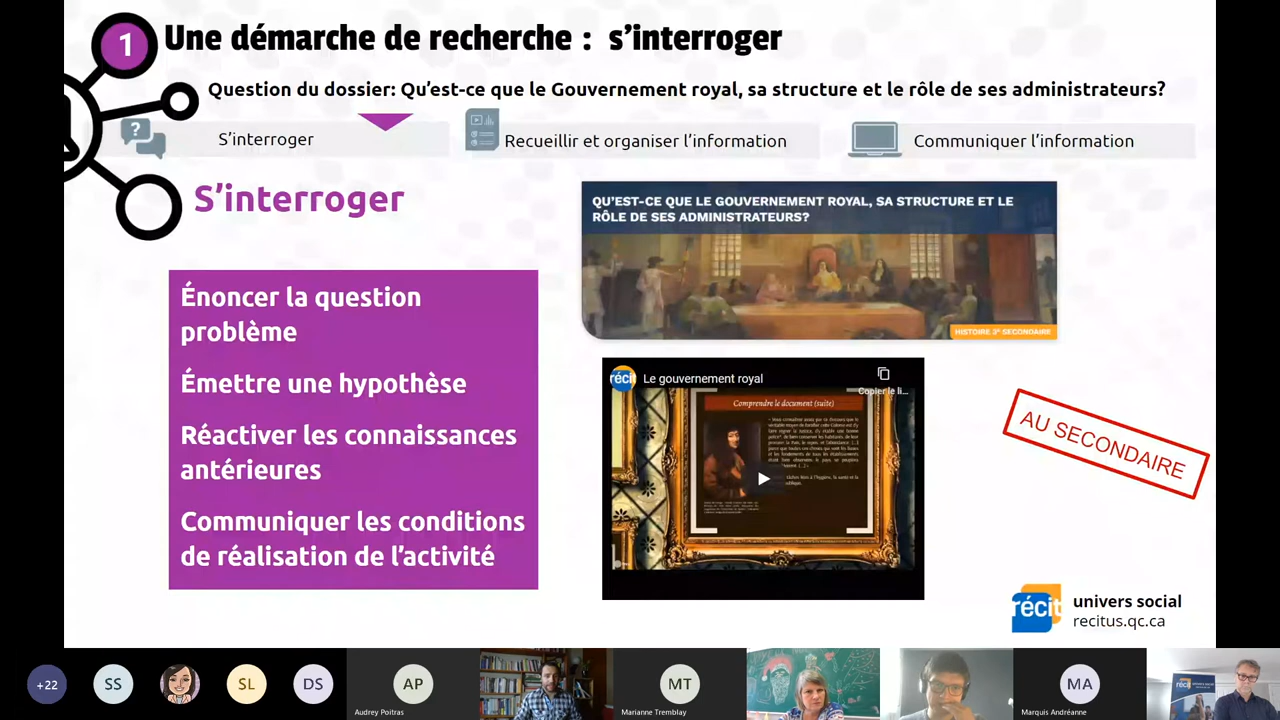 1
Une démarche de recherche : s'interroger
Question du dossier: Qu'est-ce que le Gouvernement royal, sa structure et le rôle de ses administrateurs?
?
S'interroger
Recueillir et organiser l'information
Communiquer l'information
S'interroger
Énoncer la question
problème
Émettre une hypothèse
Réactiver les connaissances
antérieures
Communiquer les conditions
de réalisation de l'activité
QU'EST-CE QUE LE GOUVERNEMENT ROYAL, SA STRUCTURE ET LE
RÔLE DE SES ADMINISTRATEURS?
HISTOIRE 3e SECONDAIRE
récit
Le gouvernement royal
Copier le li...
Comprendre le document (suite)
AU SECONDAIRE
récit
univers social
recitus.qc.ca
+22
SS
SL
DS
AP
Audrey Poitras
MT
Marianne Tremblay
MA
Marquis Andréanne
récit